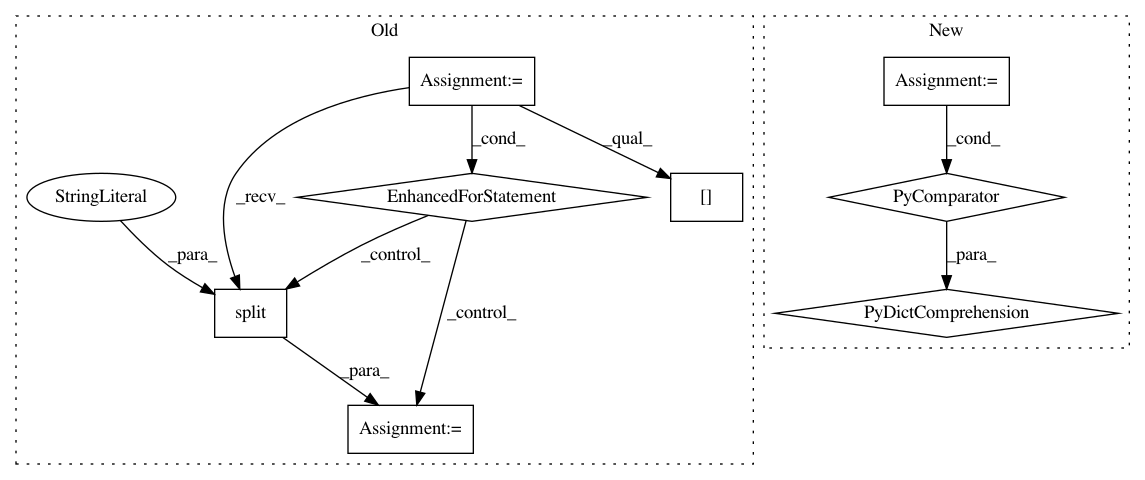 Old
New
Assignment:=
Assignment:=
_cond_
_qual_
_cond_
StringLiteral
_recv_
EnhancedForStatement
[]
PyComparator
_para_
_control_
_para_
split
_control_
PyDictComprehension
_para_
Assignment:=